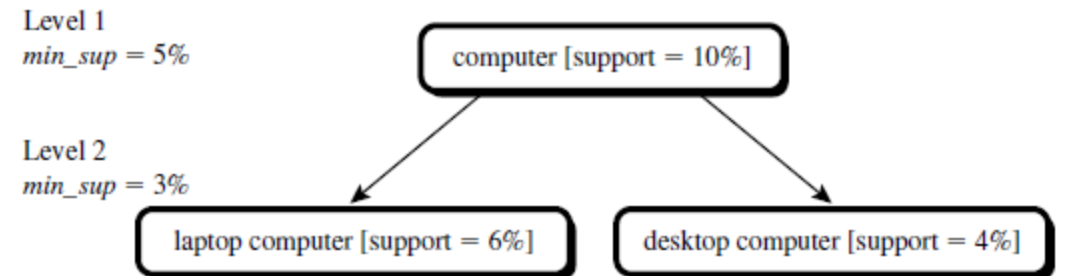 Level 1
min_sup = 5%
computer [support = 10%]
Level 2
min_sup = 3%
laptop computer [support = 6%]
desktop computer [support = 4%]